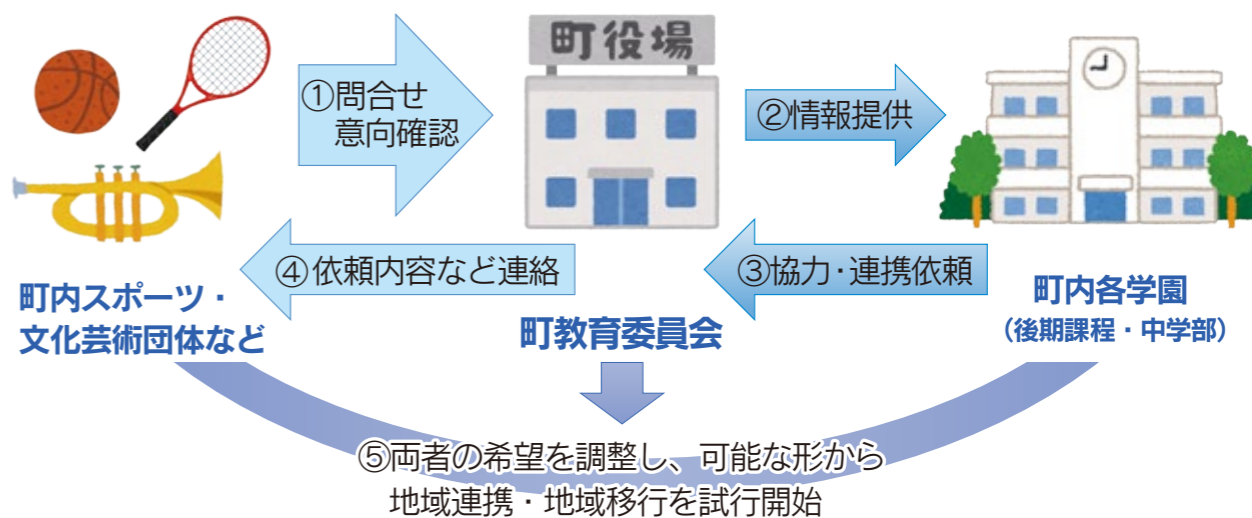 町役場
①問合せ
意向確認
②情報提供
③協力・連携依頼
④依頼内容など連絡
町内スポーツ・
文化芸術団体など
町教育委員会
町内各学園
（後期課程・中学部）
⑤両者の希望を調整し、可能な形から
地域連携・地域移行を試行開始